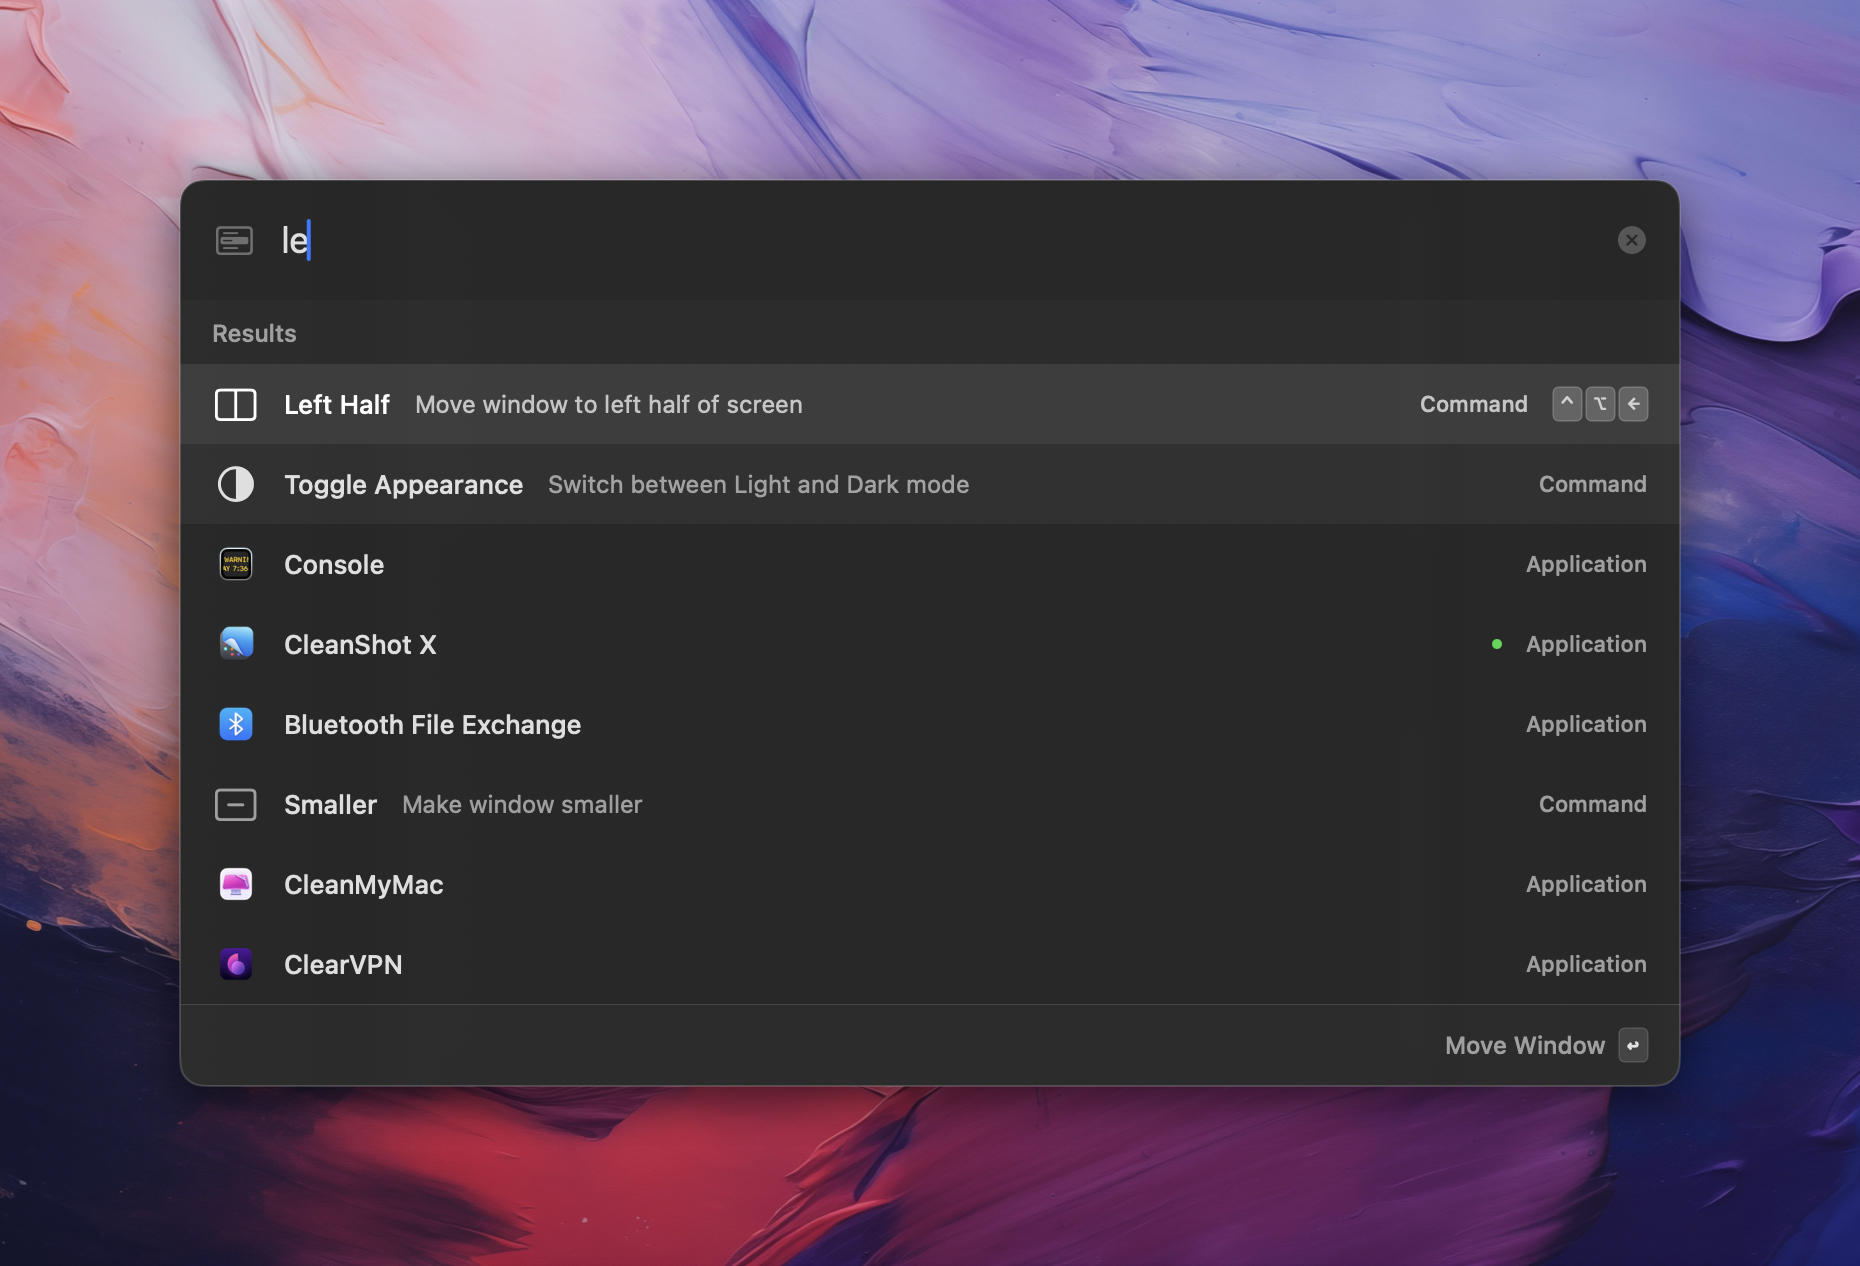 le
Results
Left Half Move window to left half of screen Command ^ ⌥ ←
Toggle Appearance Switch between Light and Dark mode Command
Console Application
CleanShot X Application
Bluetooth File Exchange Application
Smaller Make window smaller Command
CleanMyMac Application
ClearVPN Application
Move Window ↩